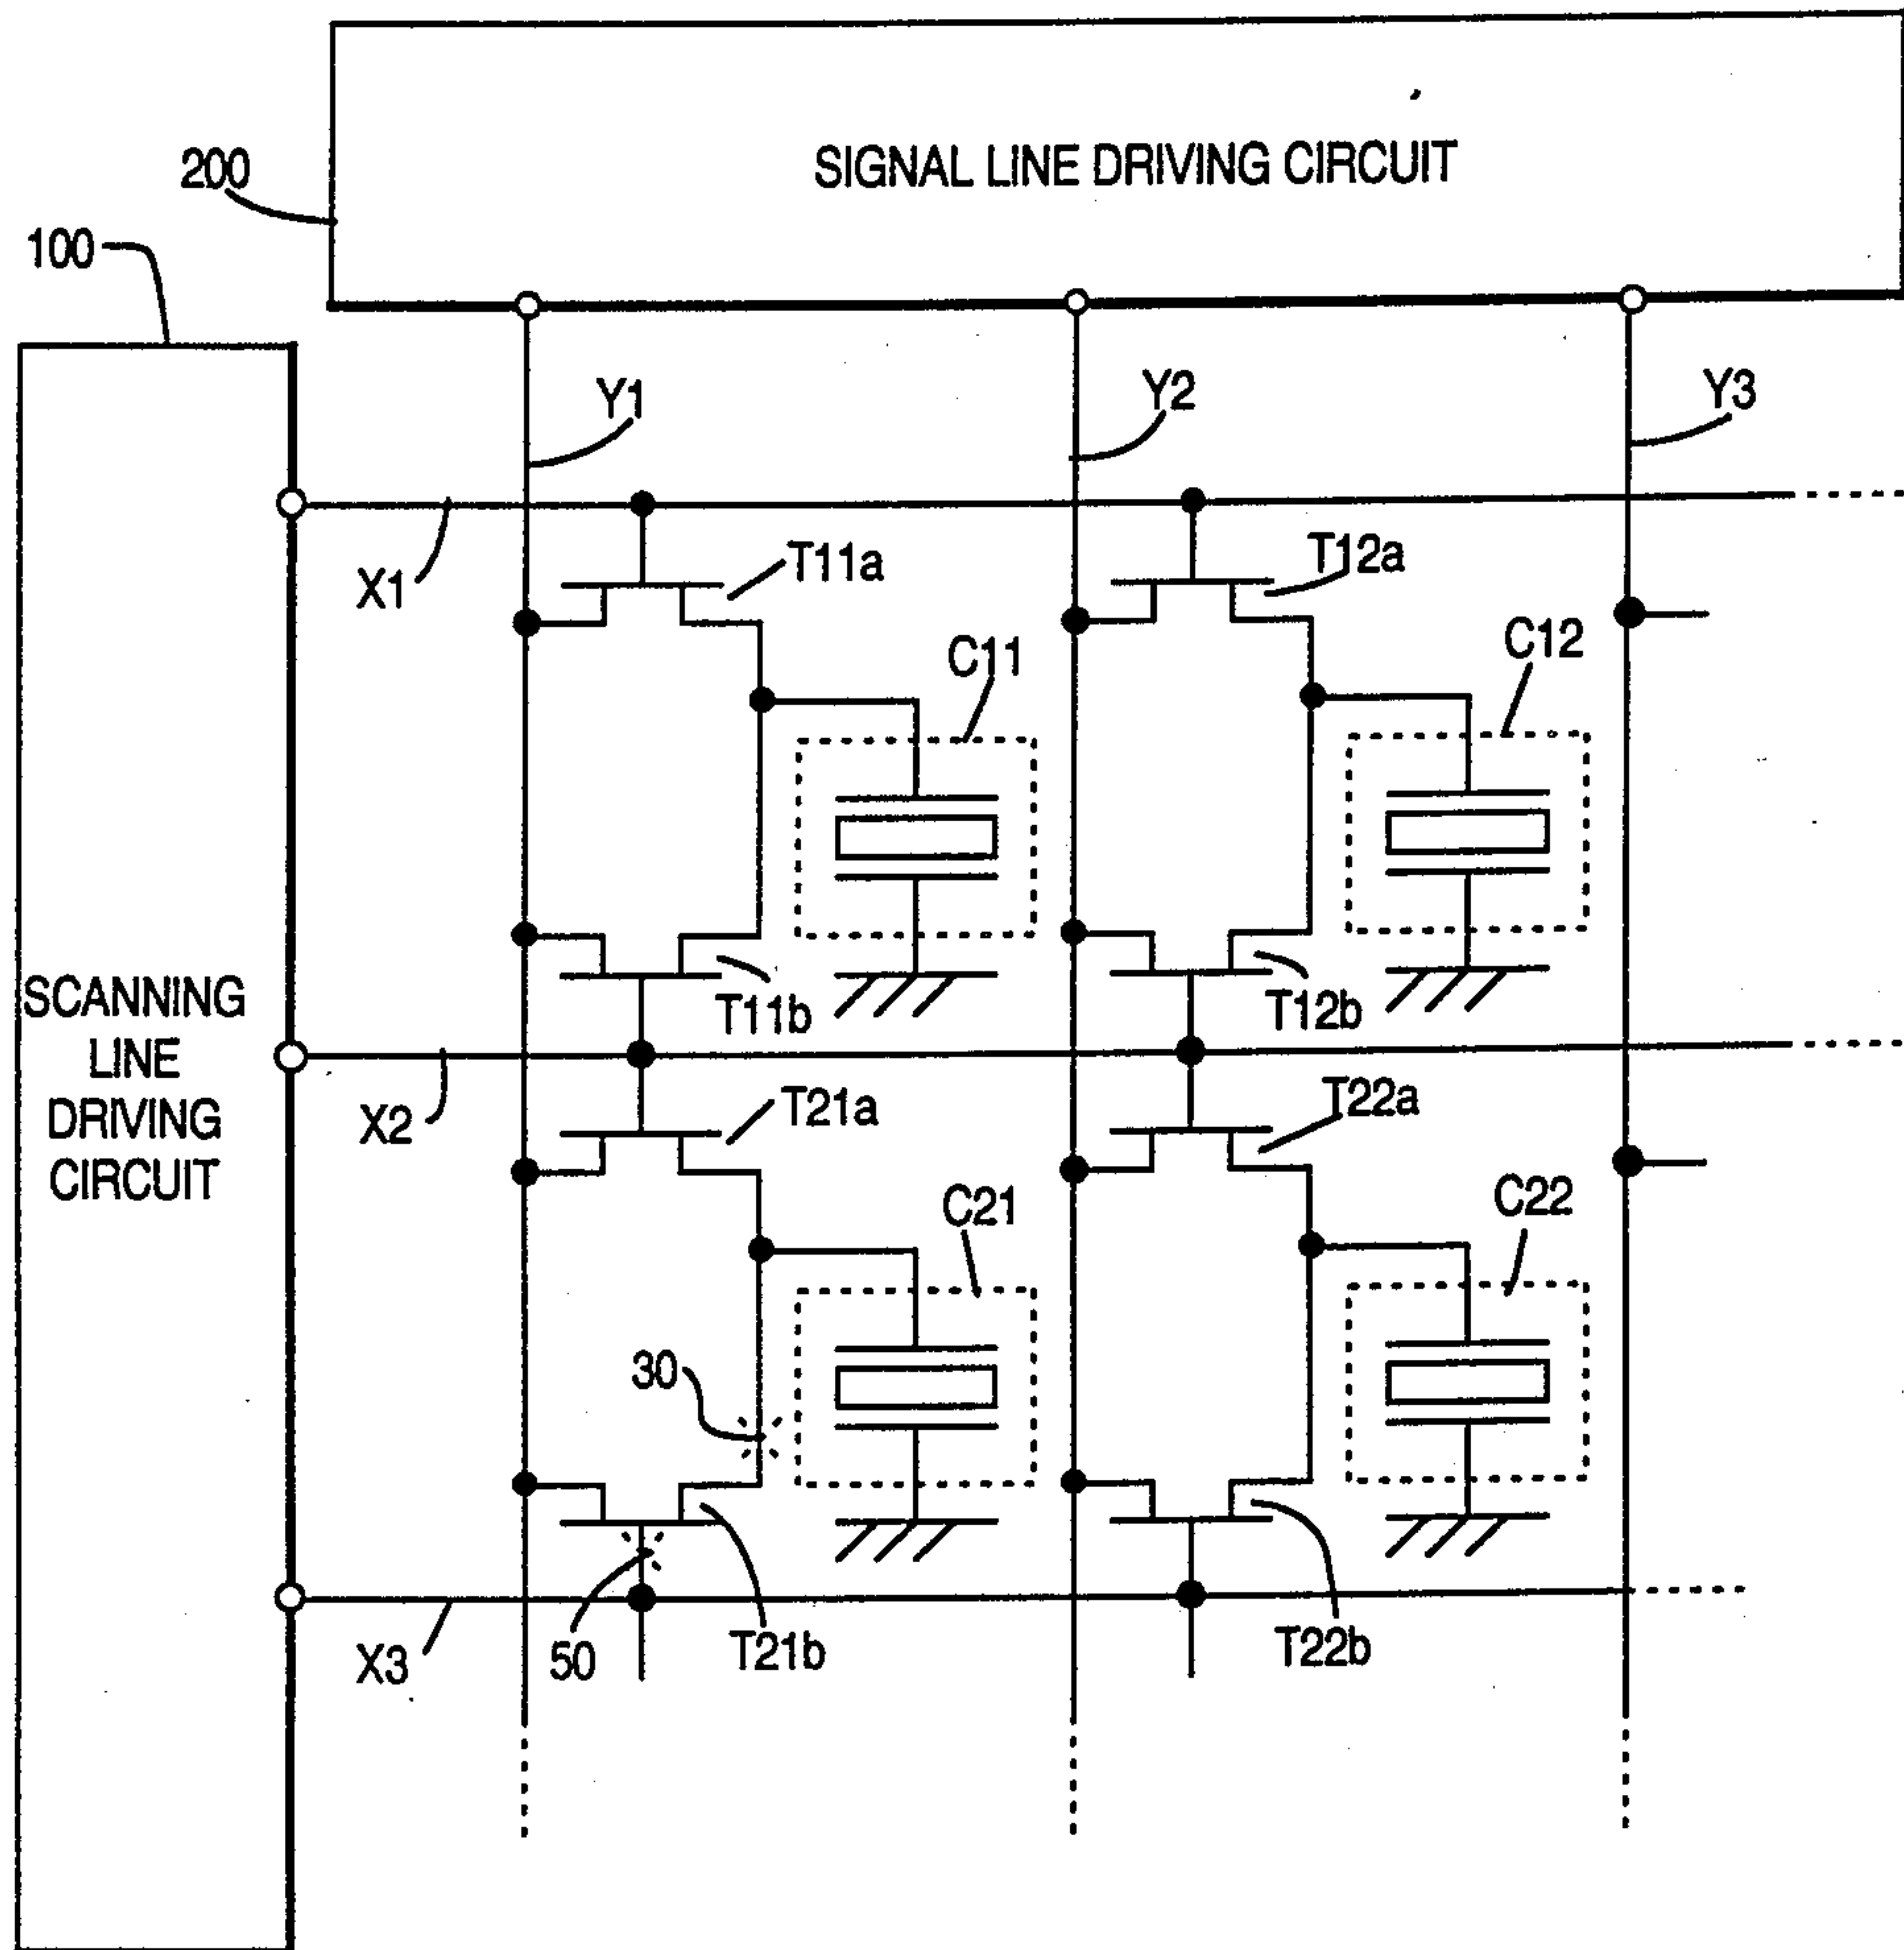 SIGNAL LINE DRIVING CIRCUIT
200
100
Y1
Y2
Y3
X1
T11a
T12a
C11
C12
SCANNING
LINE
DRIVING
CIRCUIT
T11b
T12b
X2
T21a
T22a
C21
C22
30
X3
50
T21b
T22b